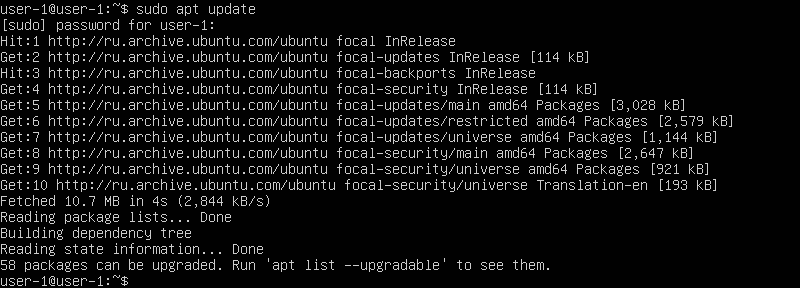 user-1@user-1:~$ sudo apt update
[sudo] password for user-1:
Hit:1 http://ru.archive.ubuntu.com/ubuntu focal InRelease
Get:2 http://ru.archive.ubuntu.com/ubuntu focal-updates InRelease [114 kB]
Hit:3 http://ru.archive.ubuntu.com/ubuntu focal-backports InRelease
Get:4 http://ru.archive.ubuntu.com/ubuntu focal-security InRelease [114 kB]
Get:5 http://ru.archive.ubuntu.com/ubuntu focal-updates/main amd64 Packages [3,028 kB]
Get:6 http://ru.archive.ubuntu.com/ubuntu focal-updates/restricted amd64 Packages [2,579 kB]
Get:7 http://ru.archive.ubuntu.com/ubuntu focal-updates/universe amd64 Packages [1,144 kB]
Get:8 http://ru.archive.ubuntu.com/ubuntu focal-security/main amd64 Packages [2,647 kB]
Get:9 http://ru.archive.ubuntu.com/ubuntu focal-security/universe amd64 Packages [921 kB]
Get:10 http://ru.archive.ubuntu.com/ubuntu focal-security/universe Translation-en [193 kB]
Fetched 10.7 MB in 4s (2,844 kB/s)
Reading package lists... Done
Building dependency tree
Reading state information... Done
58 packages can be upgraded. Run 'apt list --upgradable' to see them.
user-1@user-1:~$